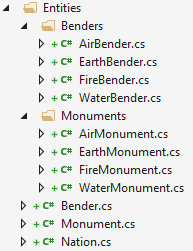 Entities
Benders
+ C# AirBender.cs
+ C# EarthBender.cs
+ C# FireBender.cs
+ C# WaterBender.cs
Monuments
+ C# AirMonument.cs
+ C# EarthMonument.cs
+ C# FireMonument.cs
+ C# WaterMonument.cs
+ C# Bender.cs
+ C# Monument.cs
+ C# Nation.cs